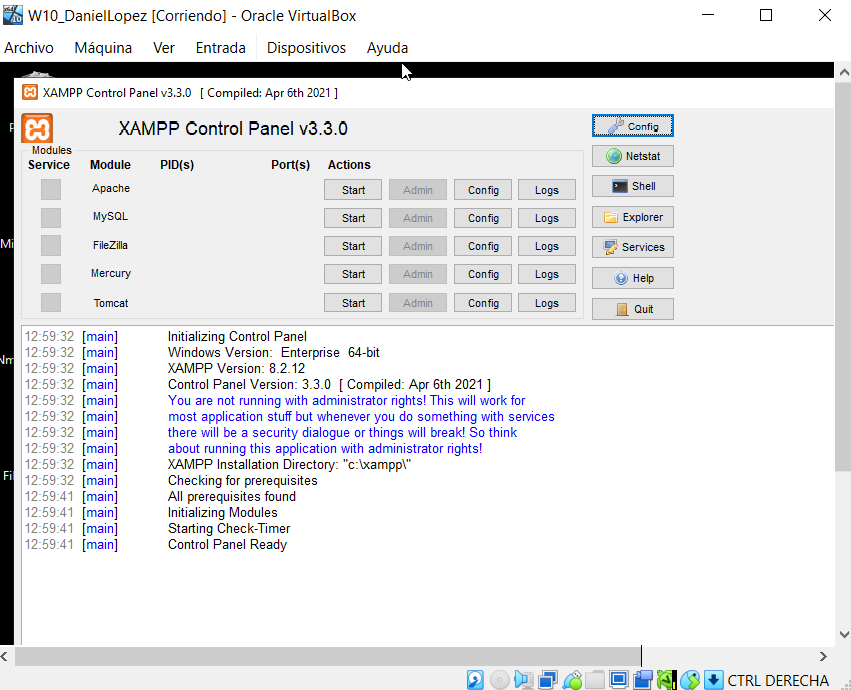 W10_DanielLopez [Corriendo] - Oracle VirtualBox
Archivo Máquina Ver Entrada Dispositivos Ayuda
XAMPP Control Panel v3.3.0 [ Compiled: Apr 6th 2021 ]
XAMPP Control Panel v3.3.0
Config
Modules
Service Module PID(s) Port(s) Actions
Netstat
Apache Start Admin Config Logs
Shell
MySQL Start Admin Config Logs
Explorer
FileZilla Start Admin Config Logs
Services
Mercury Start Admin Config Logs
Help
Tomcat Start Admin Config Logs
Quit
12:59:32 [main] Initializing Control Panel
12:59:32 [main] Windows Version: Enterprise 64-bit
12:59:32 [main] XAMPP Version: 8.2.12
12:59:32 [main] Control Panel Version: 3.3.0 [ Compiled: Apr 6th 2021 ]
12:59:32 [main] You are not running with administrator rights! This will work for
12:59:32 [main] most application stuff but whenever you do something with services
12:59:32 [main] there will be a security dialogue or things will break! So think
12:59:32 [main] about running this application with administrator rights!
12:59:32 [main] XAMPP Installation Directory: "c:\xampp\"
12:59:32 [main] Checking for prerequisites
12:59:41 [main] All prerequisites found
12:59:41 [main] Initializing Modules
12:59:41 [main] Starting Check-Timer
12:59:41 [main] Control Panel Ready
CTRL DERECHA